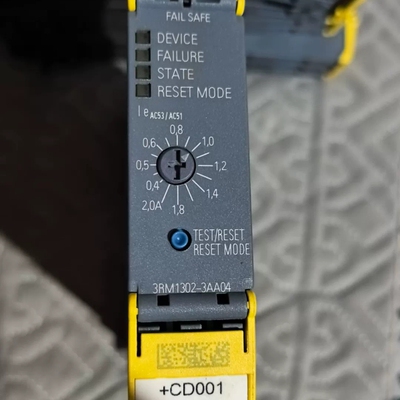 FAIL SAFE
DEVICE
FAILURE
STATE
RESET MODE
Ie AC53/AC51
0,8
0,6 1,0
0,5 1,2
0,4 1,4
2,0A 1,8
TEST/RESET
RESET MODE
3RM1302-3AA04
+CD001